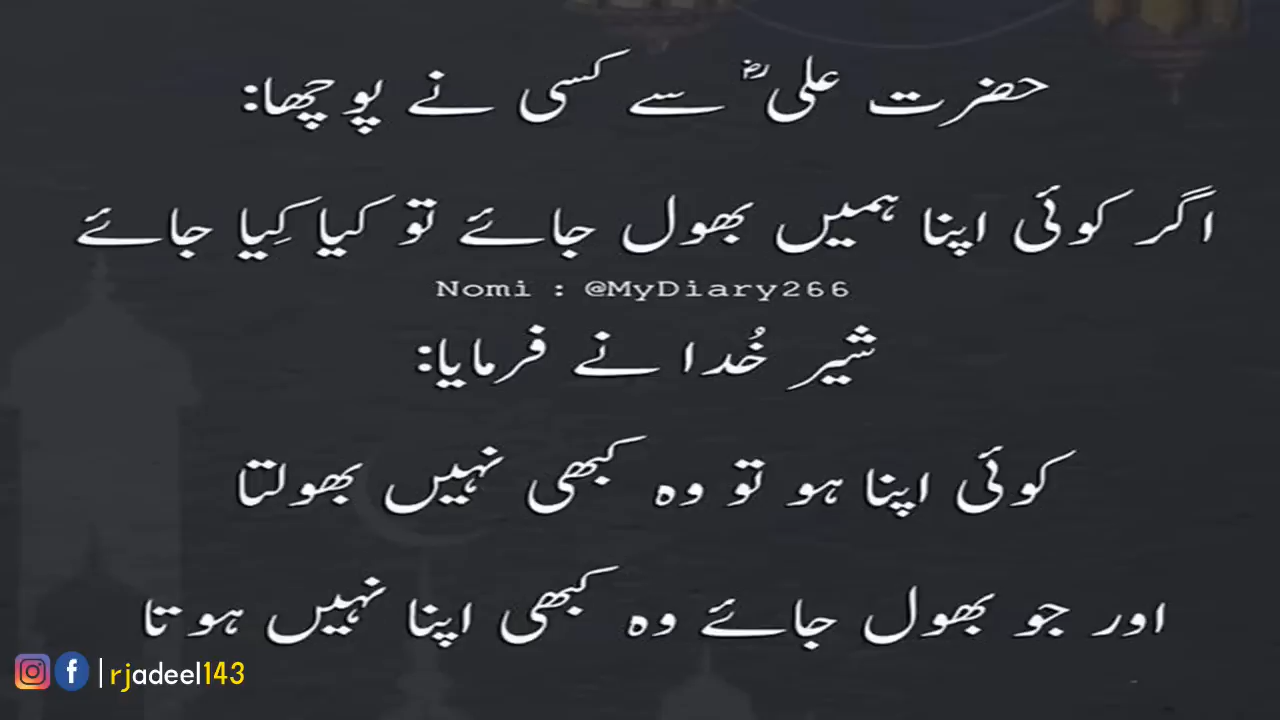 حضرت علیؓ سے کسی نے پوچھا:
اگر کوئی اپنا ہمیں بھول جائے تو کیا کِیا جائے
Nomi : @MyDiary266
شیر خُدا نے فرمایا:
کوئی اپنا ہو تو وہ کبھی نہیں بھولتا
اور جو بھول جائے وہ کبھی اپنا نہیں ہوتا
|rjadeel143